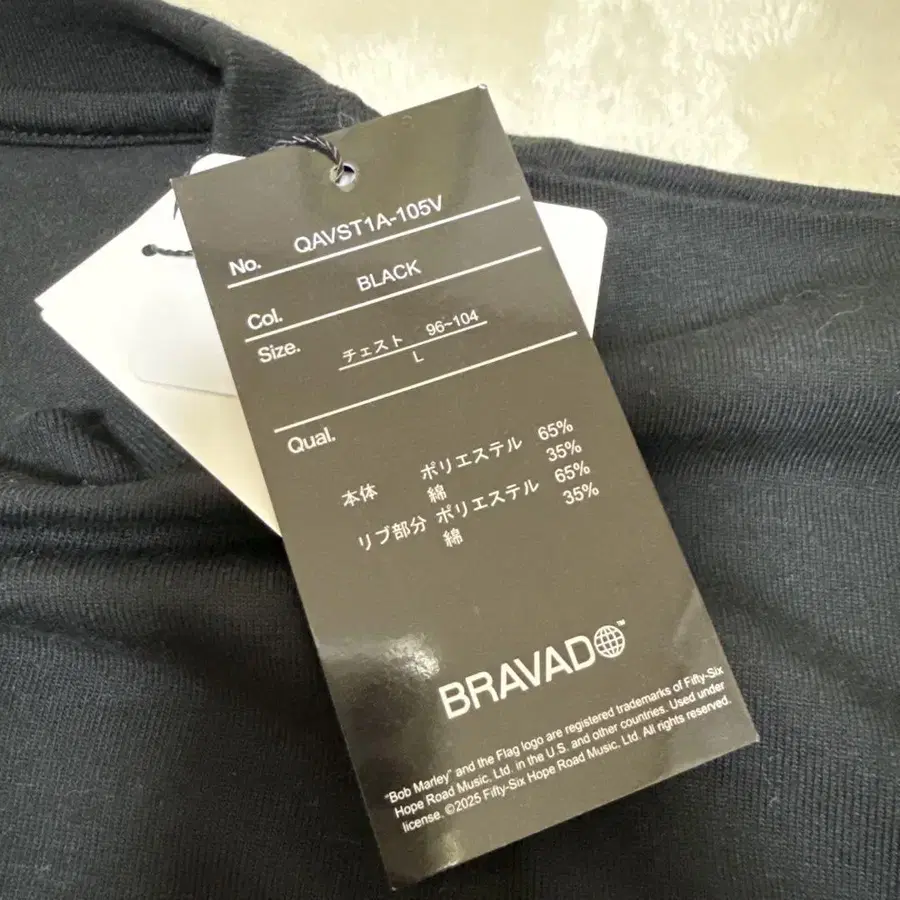 No. QAVST1A-105V
Col. BLACK
Size. チェスト 96~104
L
Qual.
本体 ポリエステル 65%
綿 35%
リブ部分 ポリエステル 65%
綿 35%
BRAVADO™
"Bob Marley" and the Flag logo are registered trademarks of Fifty-Six
Hope Road Music, Ltd. in the U.S. and other countries. Used under
license. ©2025 Fifty-Six Hope Road Music, Ltd. All rights reserved.